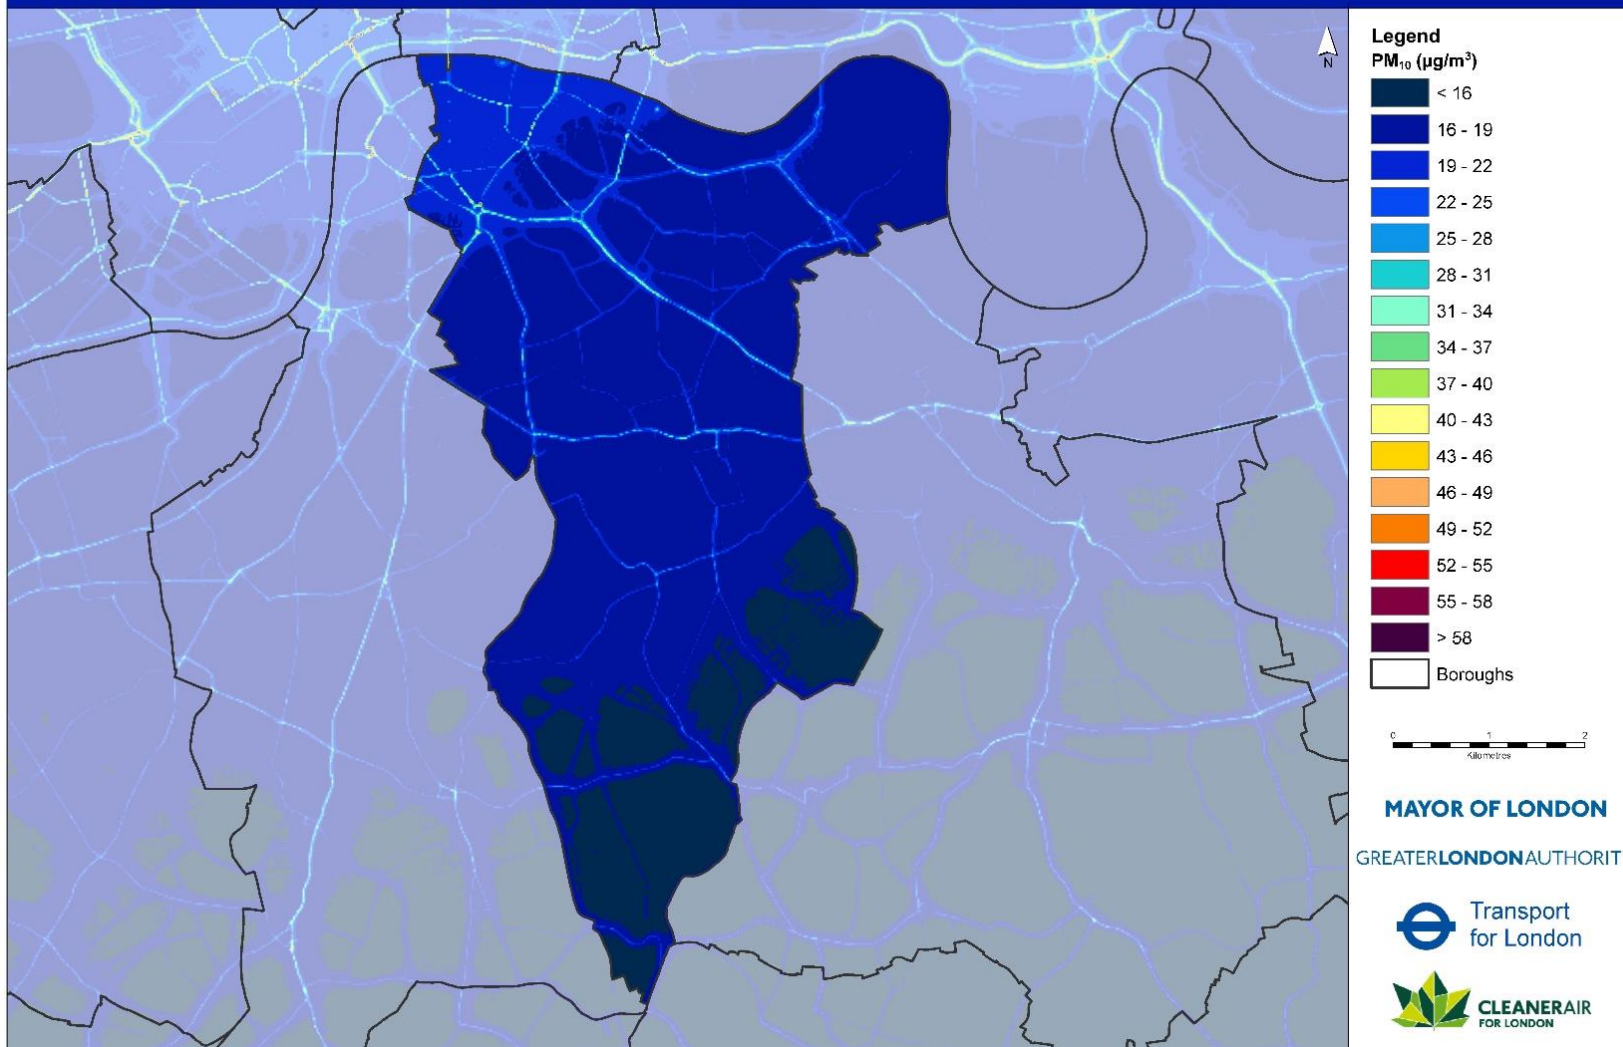 N
Legend
PM₁₀ (µg/m³)
< 16
16 - 19
19 - 22
22 - 25
25 - 28
28 - 31
31 - 34
34 - 37
37 - 40
40 - 43
43 - 46
46 - 49
49 - 52
52 - 55
55 - 58
> 58
Boroughs
0 1 2
Kilometres
MAYOR OF LONDON
GREATERLONDONAUTHORIT
Transport
for London
CLEANERAIR
FOR LONDON